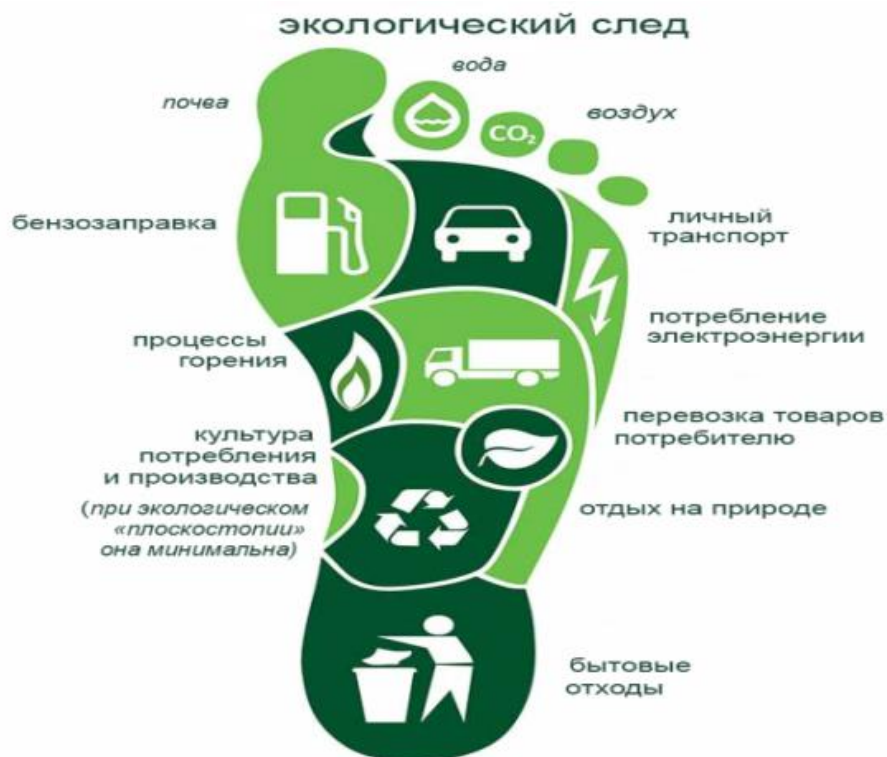 экологический след
вода
почва
воздух
CO₂
бензозаправка
личный
транспорт
потребление
электроэнергии
процессы
горения
перевозка товаров
потребителю
культура
потребления
и производства
(при экологическом
«плоскостопии»
она минимальна)
отдых на природе
бытовые
отходы